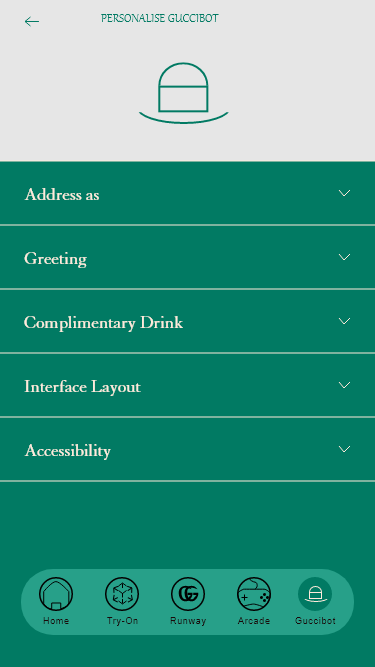 PERSONALISE GUCCIBOT
Address as
Greeting
Complimentary Drink
Interface Layout
Accessibility
Home Try-On Runway Arcade Guccibot